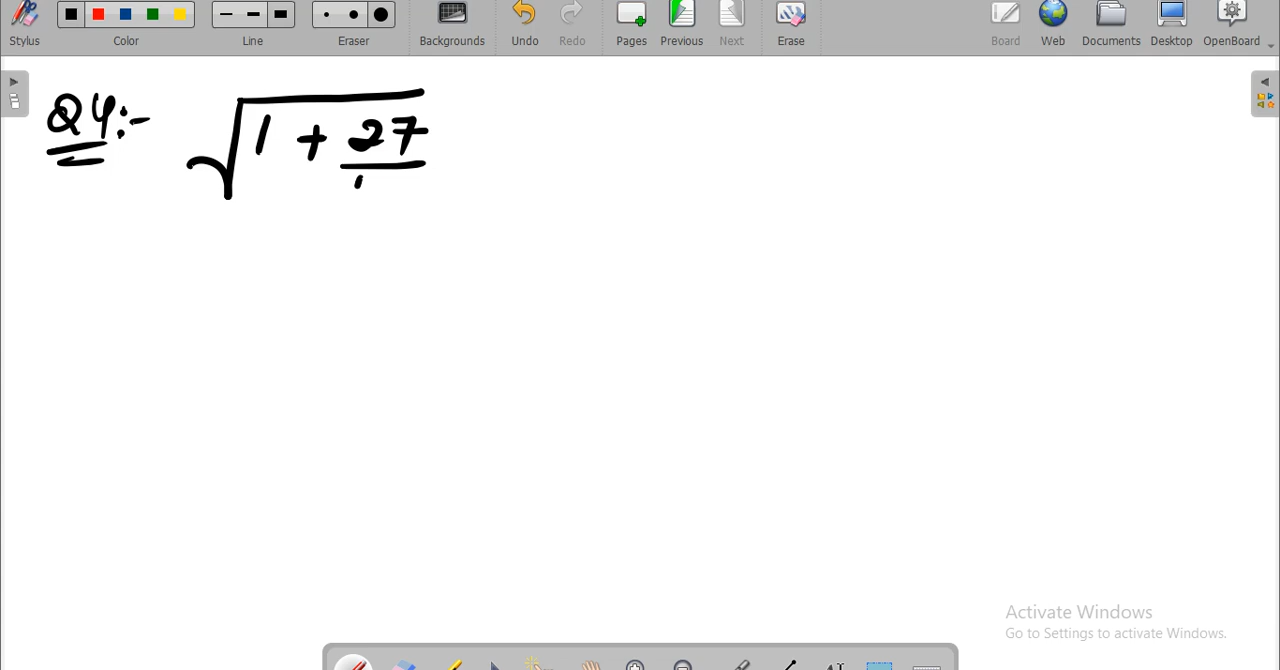 Stylus Color Line Eraser Backgrounds Undo Redo Pages Previous Next Erase Board Web Documents Desktop OpenBoard
Q4:- √1 + 27
Activate Windows
Go to Settings to activate Windows.